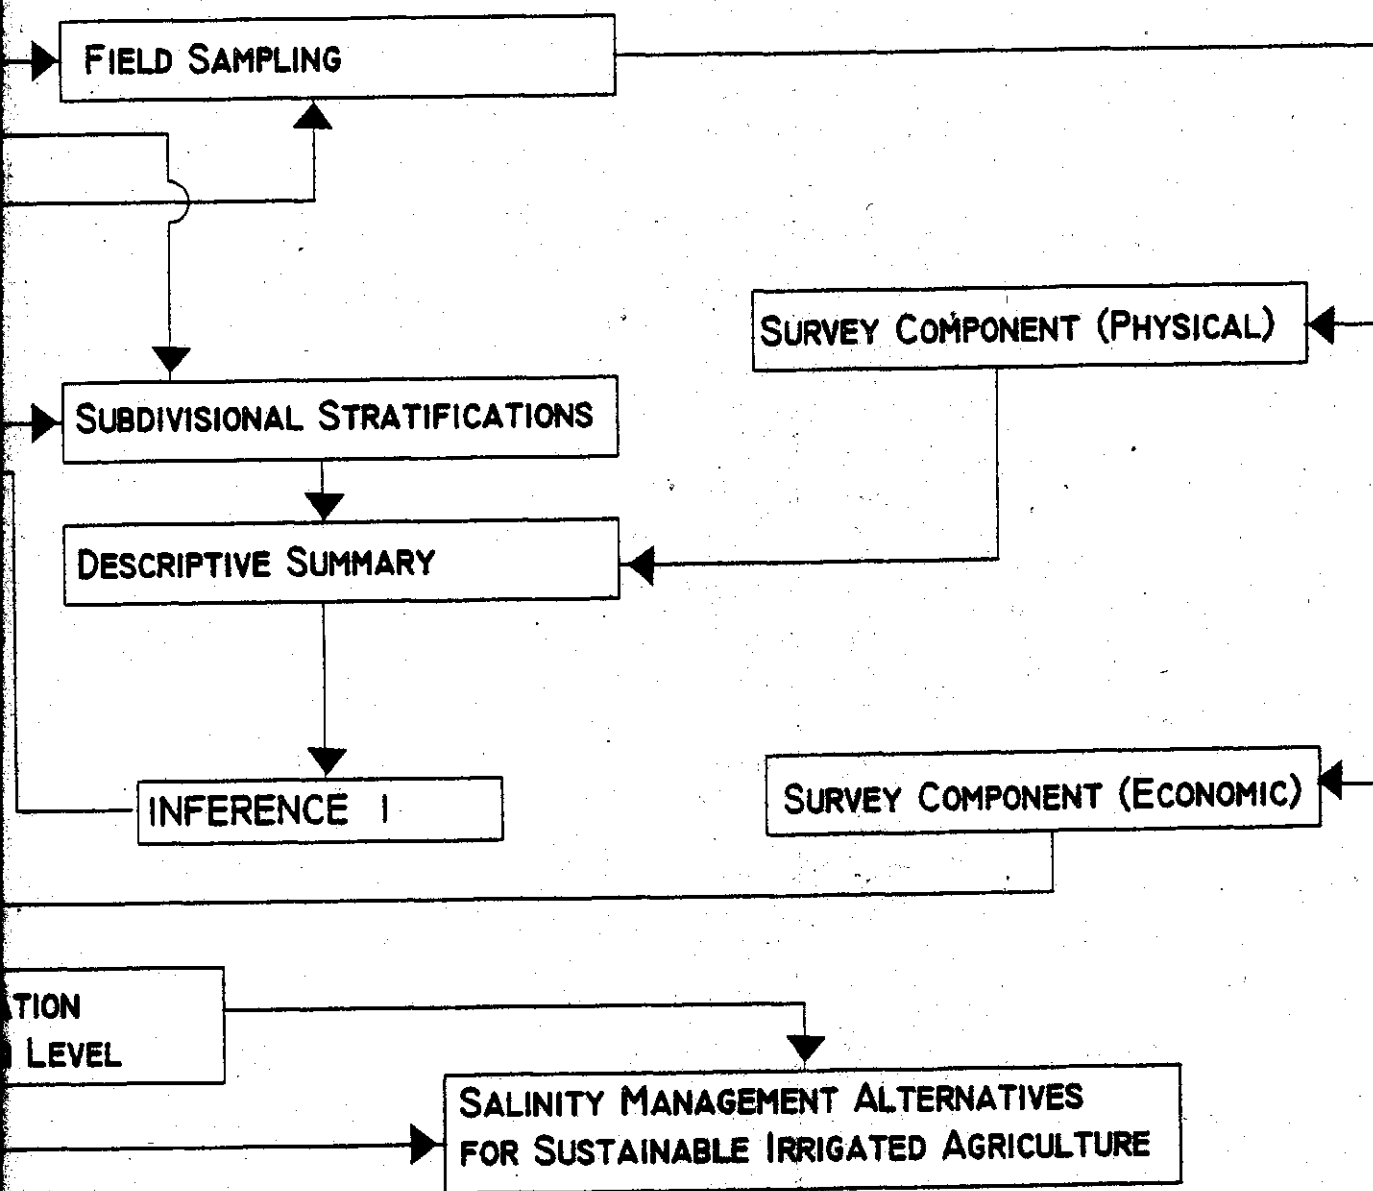 FIELD SAMPLING
SURVEY COMPONENT (PHYSICAL)
SUBDIVISIONAL STRATIFICATIONS
DESCRIPTIVE SUMMARY
INFERENCE I
SURVEY COMPONENT (ECONOMIC)
ATION
LEVEL
SALINITY MANAGEMENT ALTERNATIVES
FOR SUSTAINABLE IRRIGATED AGRICULTURE